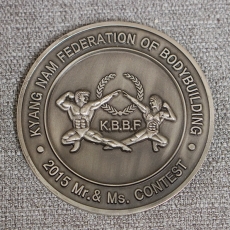 KYANG NAM FEDERATION OF BODYBUILDING
K.B.B.F
2015 Mr. & Ms. CONTEST